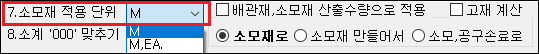 7.소모재 적용 단위 M □배관재,소모재 산출수량으로 적용 □고재 계산
M
8.소계 '000' 맞추기 M,EA. ●소모재로 ○소모재 만들어서 ○소모,공구손료로